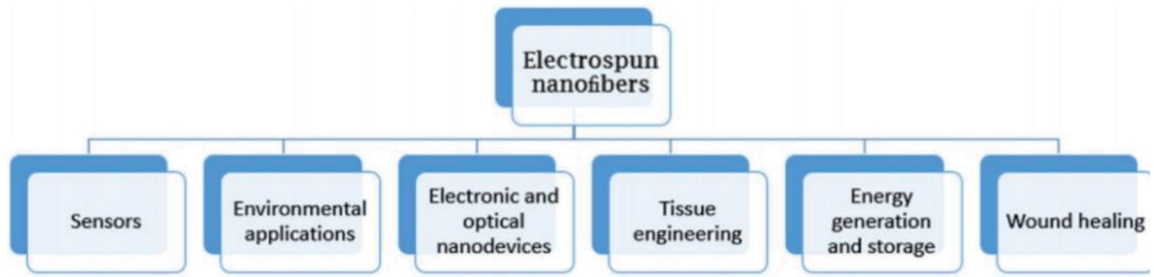 Electrospun
nanofibers
Sensors
Environmental
applications
Electronic and
optical
nanodevices
Tissue
engineering
Energy
generation
and storage
Wound healing